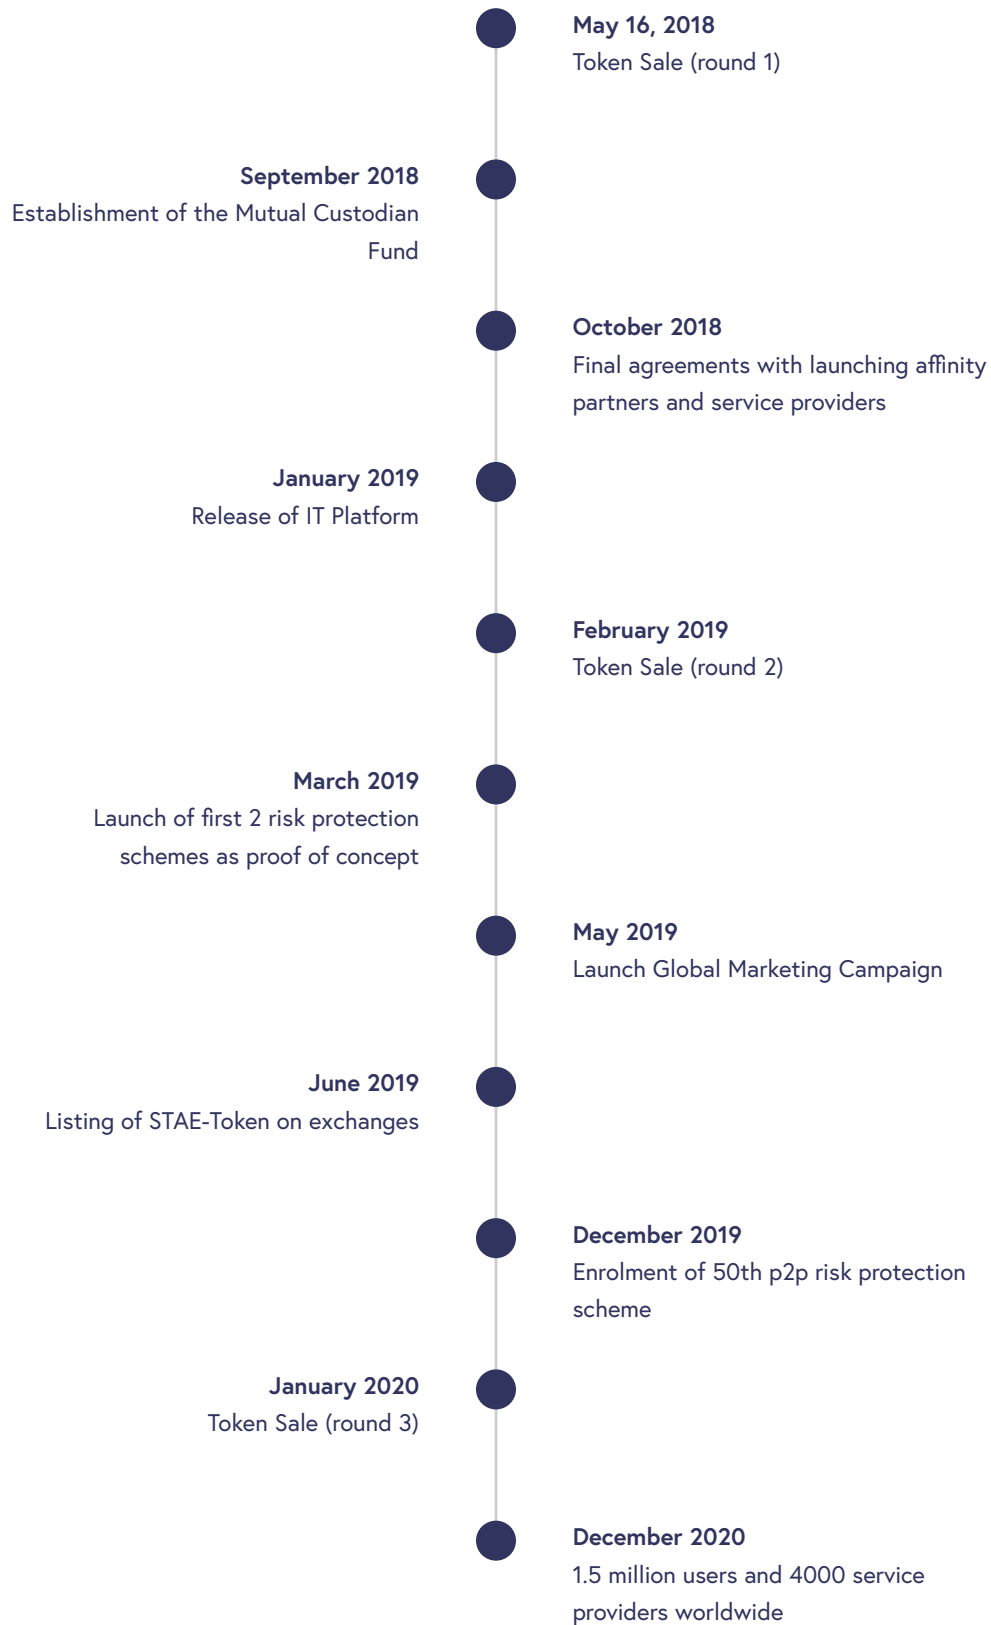 May 16, 2018
Token Sale (round 1)
September 2018
Establishment of the Mutual Custodian
Fund
October 2018
Final agreements with launching affinity
partners and service providers
January 2019
Release of IT Platform
February 2019
Token Sale (round 2)
March 2019
Launch of first 2 risk protection
schemes as proof of concept
May 2019
Launch Global Marketing Campaign
June 2019
Listing of STAE-Token on exchanges
December 2019
Enrolment of 50th p2p risk protection
scheme
January 2020
Token Sale (round 3)
December 2020
1.5 million users and 4000 service
providers worldwide